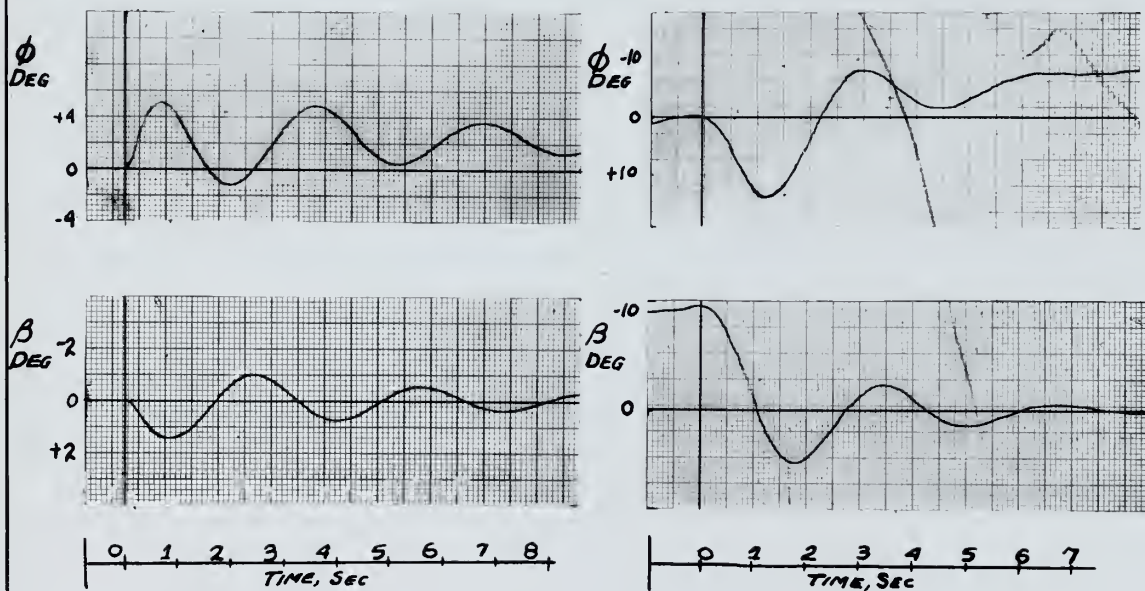 φ
DEG
+4
0
-4
φ
DEG
-10
0
+10
β
DEG
-2
0
+2
β
DEG
-10
0
0 1 2 3 4 5 6 7 8
TIME, SEC
0 1 2 3 4 5 6 7
TIME, SEC